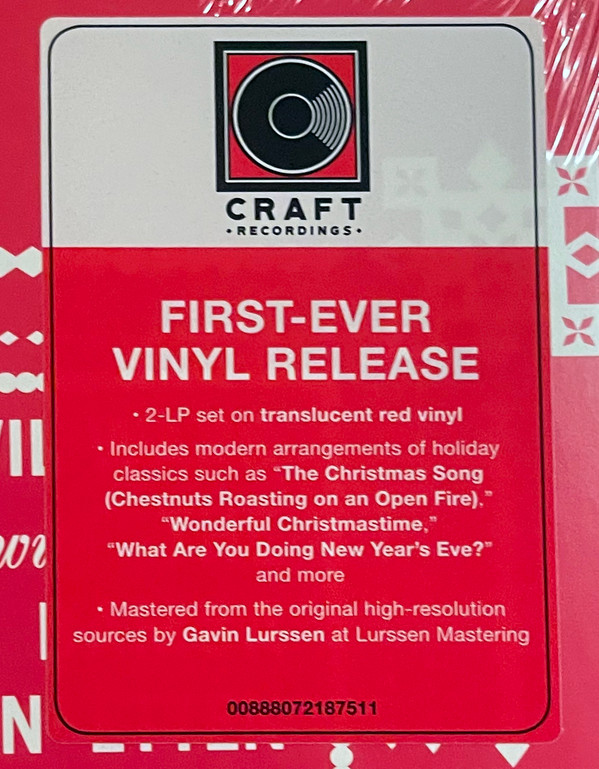 CRAFT
•RECORDINGS•
FIRST-EVER
VINYL RELEASE
• 2-LP set on translucent red vinyl
• Includes modern arrangements of holiday
classics such as “The Christmas Song
(Chestnuts Roasting on an Open Fire),”
“Wonderful Christmastime,”
“What Are You Doing New Year’s Eve?”
and more
• Mastered from the original high-resolution
sources by Gavin Lurssen at Lurssen Mastering
00888072187511